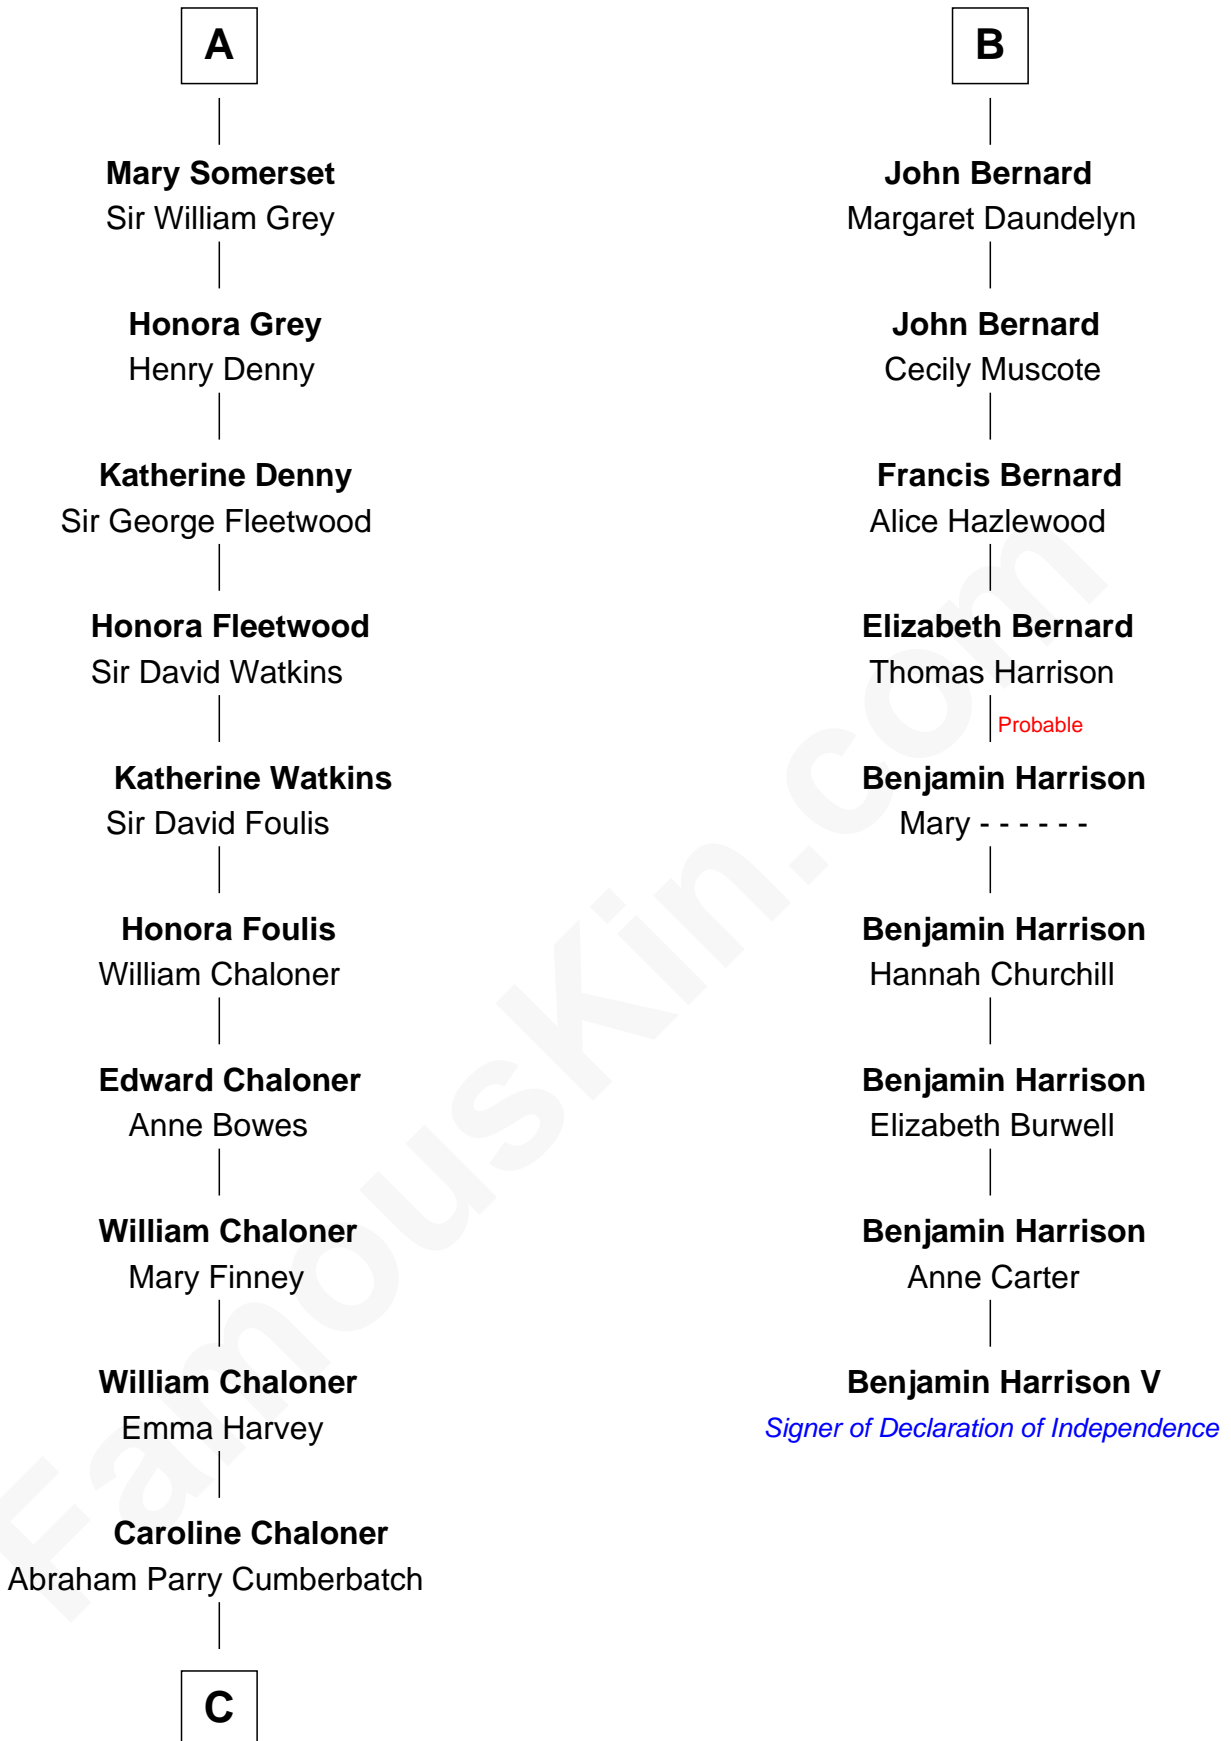 A
Mary Somerset
Sir William Grey
Honora Grey
Henry Denny
Katherine Denny
Sir George Fleetwood
Honora Fleetwood
Sir David Watkins
Katherine Watkins
Sir David Foulis
Honora Foulis
William Chaloner
Edward Chaloner
Anne Bowes
William Chaloner
Mary Finney
William Chaloner
Emma Harvey
Caroline Chaloner
Abraham Parry Cumberbatch
C
B
John Bernard
Margaret Daundelyn
John Bernard
Cecily Muscote
Francis Bernard
Alice Hazlewood
Elizabeth Bernard
Thomas Harrison
Probable
Benjamin Harrison
Mary - - - - - -
Benjamin Harrison
Hannah Churchill
Benjamin Harrison
Elizabeth Burwell
Benjamin Harrison
Anne Carter
Benjamin Harrison V
Signer of Declaration of Independence
FamousKin.com